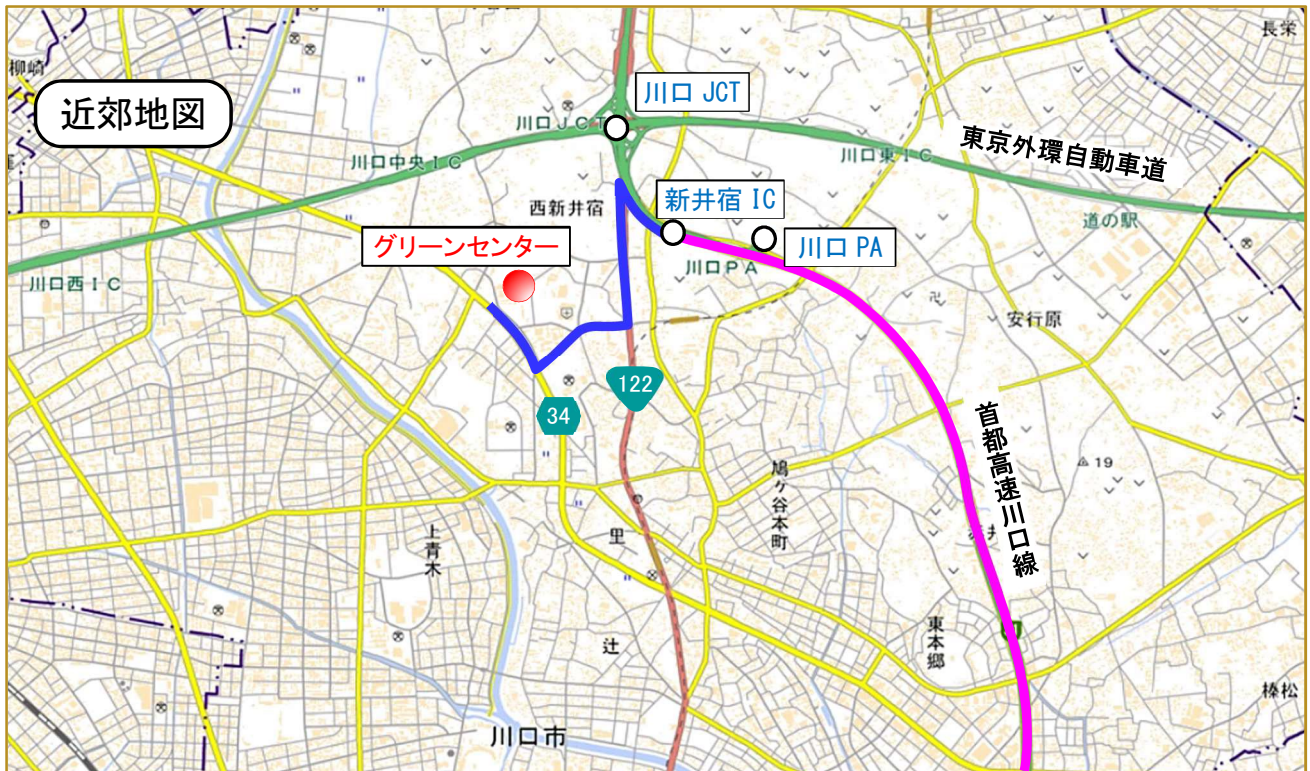 長栄
柳崎
近郊地図
川口 JCT
川口JCT
川口中央IC
川口東IC
東京外環自動車道
西新井宿
新井宿 IC
道の駅
グリーンセンター
川口 PA
川口PA
川口西IC
安行原
122
34
首都高速川口線
19
鳩ヶ谷本町
上青木
里
辻
東本郷
榛松
川口市